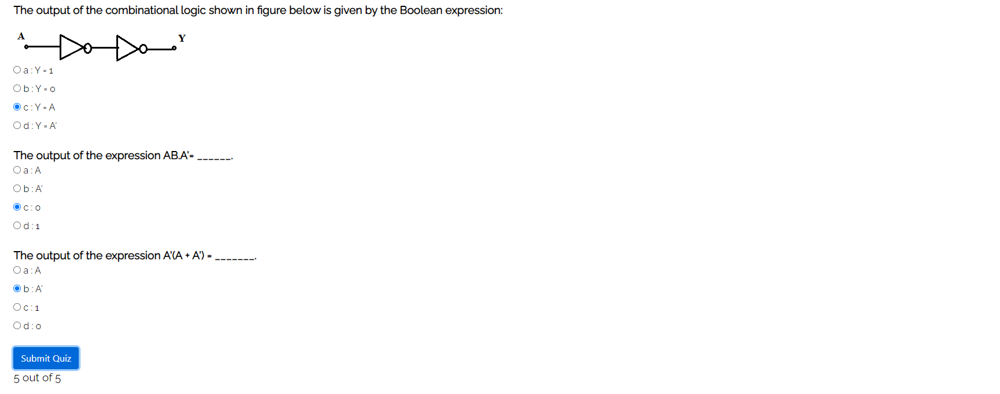 The output of the combinational logic shown in figure below is given by the Boolean expression:
A
Y
a : Y = 1
b : Y = 0
c : Y = A
d : Y = A'
The output of the expression AB.A'= ______.
a : A
b : A'
c : 0
d : 1
The output of the expression A'(A + A') = _______.
a : A
b : A'
c : 1
d : 0
Submit Quiz
5 out of 5